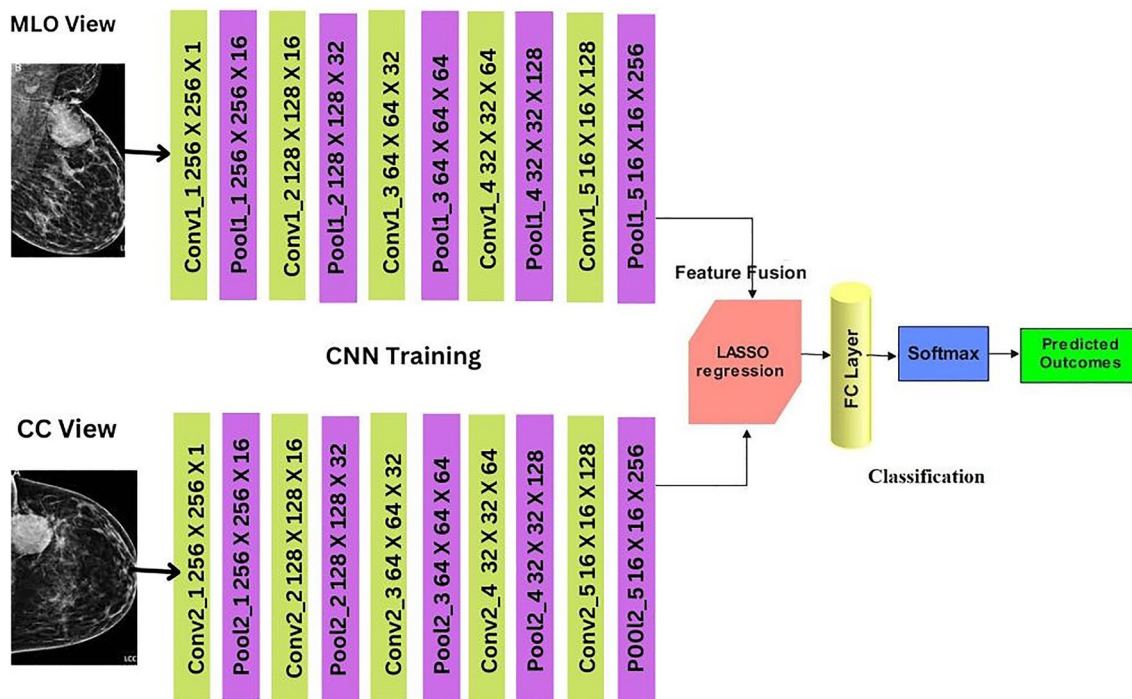 MLO View
B
Conv1_1 256 X 256 X 1
Pool1_1 256 X 256 X 16
Conv1_2 128 X 128 X 16
Pool1_2 128 X 128 X 32
Conv1_3 64 X 64 X 32
Pool1_3 64 X 64 X 64
Conv1_4 32 X 32 X 64
Pool1_4 32 X 32 X 128
Conv1_5 16 X 16 X 128
Pool1_5 16 X 16 X 256
Feature Fusion
CNN Training
LASSO
regression
FC Layer
Softmax
Predicted
Outcomes
Classification
CC View
A
LCC
Conv2_1 256 X 256 X 1
Pool2_1 256 X 256 X 16
Conv2_2 128 X 128 X 16
Pool2_2 128 X 128 X 32
Conv2_3 64 X 64 X 32
Pool2_3 64 X 64 X 64
Conv2_4 32 X 32 X 64
Pool2_4 32 X 32 X 128
Conv2_5 16 X 16 X 128
P00l2_5 16 X 16 X 256